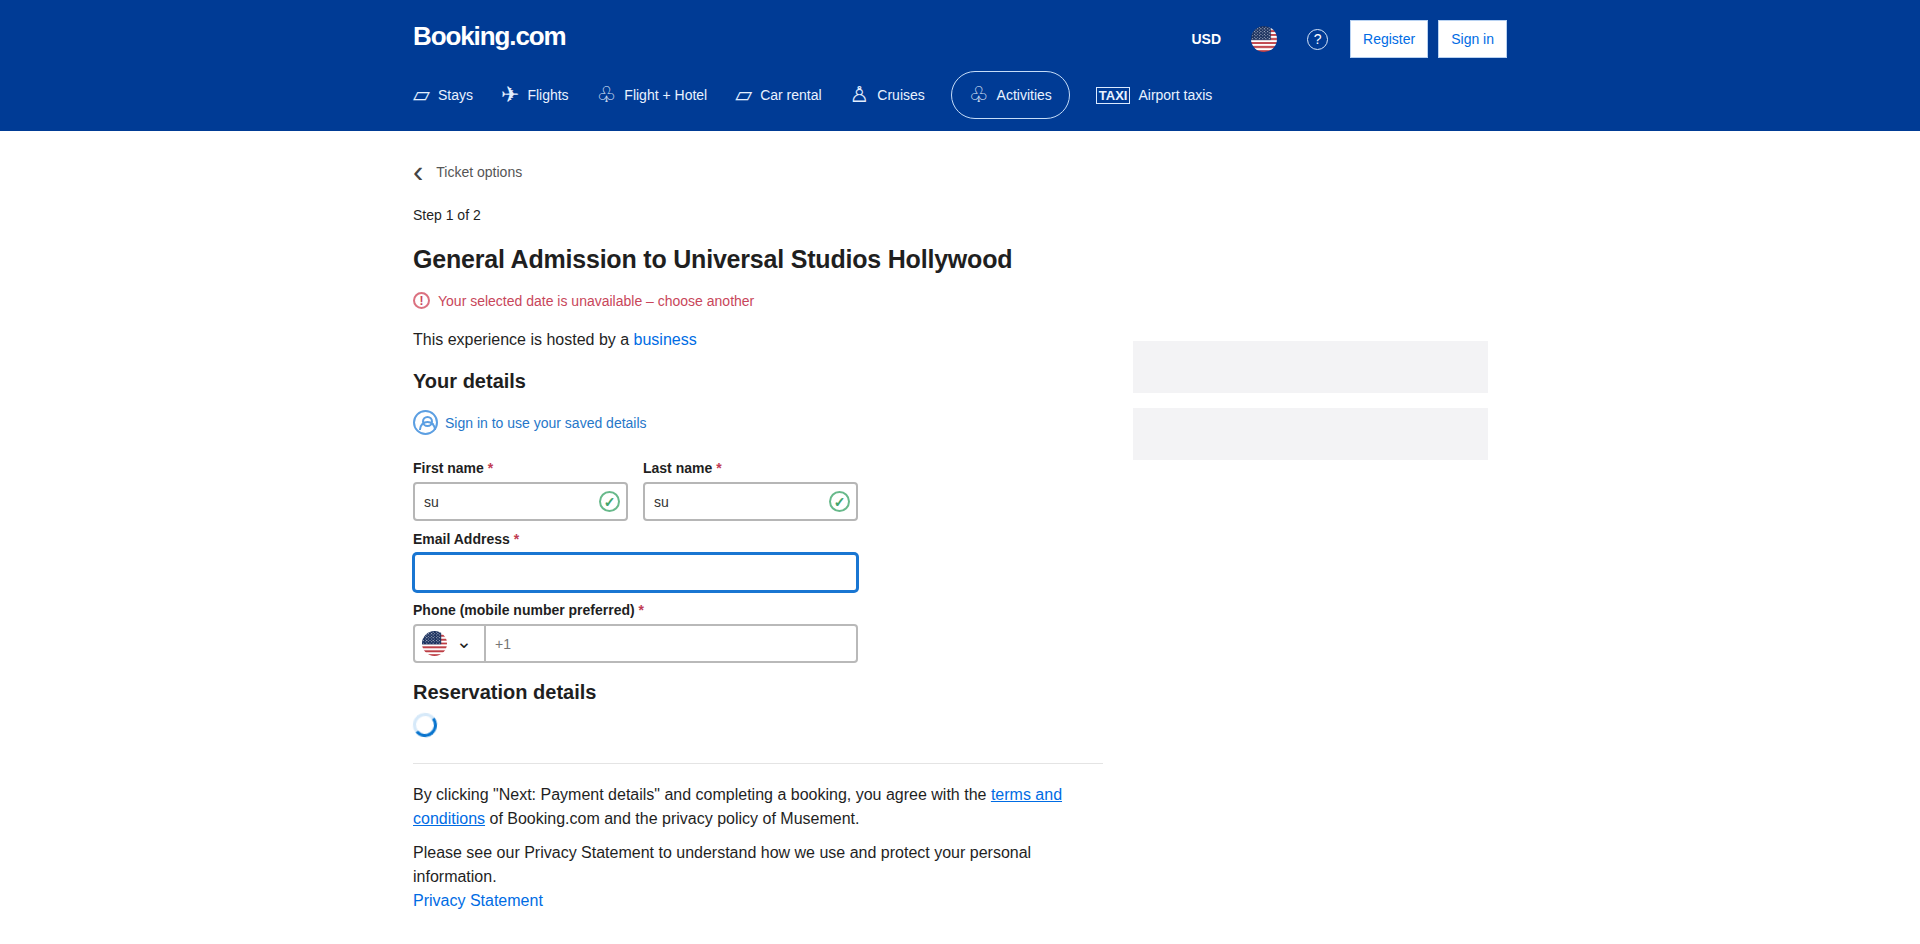 Booking.com
USD
?
Register
Sign in
Stays
Flights
Flight + Hotel
Car rental
Cruises
Activities
TAXI Airport taxis
Ticket options
Step 1 of 2
General Admission to Universal Studios Hollywood
Your selected date is unavailable – choose another
This experience is hosted by a business
Your details
Sign in to use your saved details
First name *
Last name *
su
su
Email Address *
Phone (mobile number preferred) *
+1
Reservation details
By clicking "Next: Payment details" and completing a booking, you agree with the terms and
conditions of Booking.com and the privacy policy of Musement.
Please see our Privacy Statement to understand how we use and protect your personal
information.
Privacy Statement